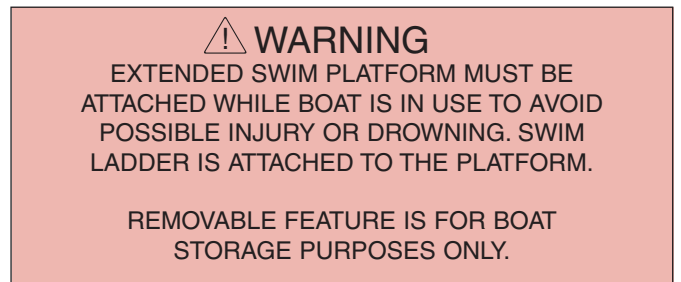 ⚠ WARNING
EXTENDED SWIM PLATFORM MUST BE
ATTACHED WHILE BOAT IS IN USE TO AVOID
POSSIBLE INJURY OR DROWNING. SWIM
LADDER IS ATTACHED TO THE PLATFORM.
REMOVABLE FEATURE IS FOR BOAT
STORAGE PURPOSES ONLY.